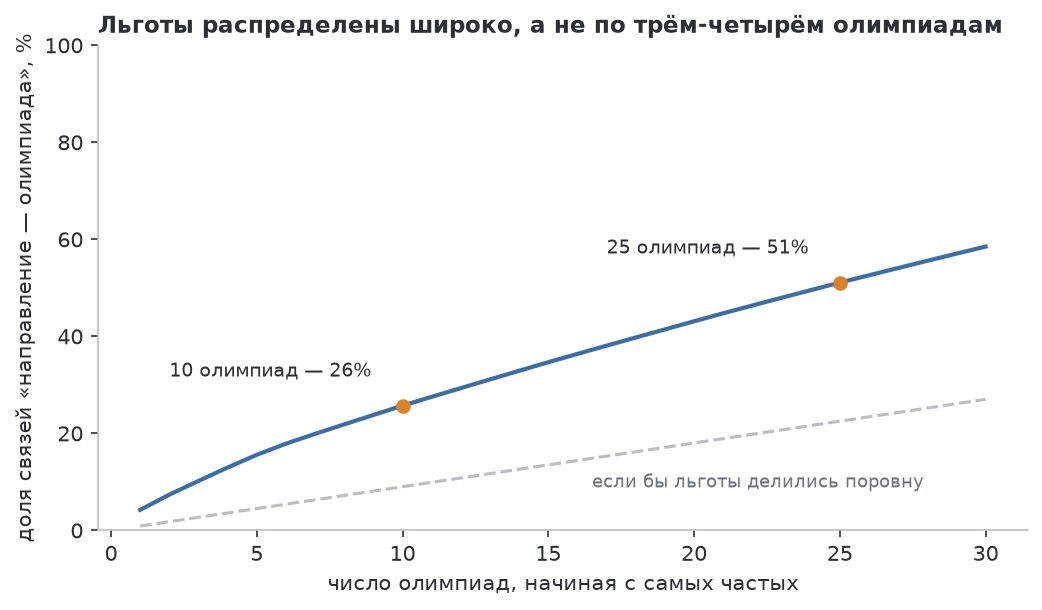 Льготы распределены широко, а не по трём-четырём олимпиадам
доля связей «направление — олимпиада», %
100
80
60
40
20
0
25 олимпиад — 51%
10 олимпиад — 26%
если бы льготы делились поровну
0 5 10 15 20 25 30
число олимпиад, начиная с самых частых